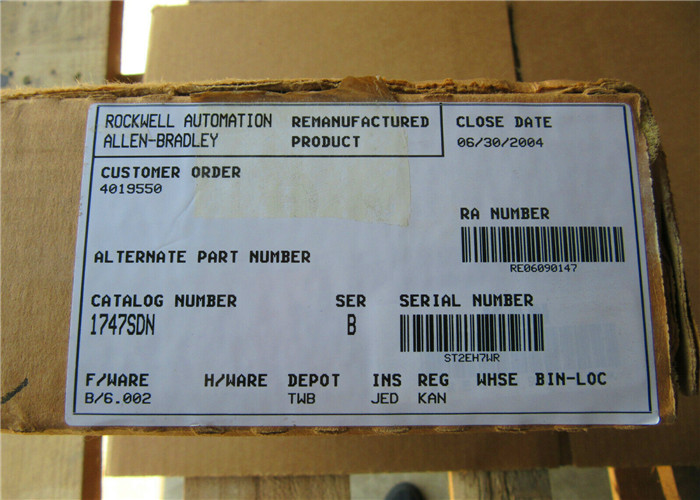 ROCKWELL AUTOMATION REMANUFACTURED CLOSE DATE
ALLEN-BRADLEY PRODUCT 06/30/2004
CUSTOMER ORDER
4019550
RA NUMBER
RE06090147
ALTERNATE PART NUMBER
CATALOG NUMBER SER SERIAL NUMBER
1747SDN B
ST2EH7WR
F/WARE H/WARE DEPOT INS REG WHSE BIN-LOC
B/6.002 TWB JED KAN